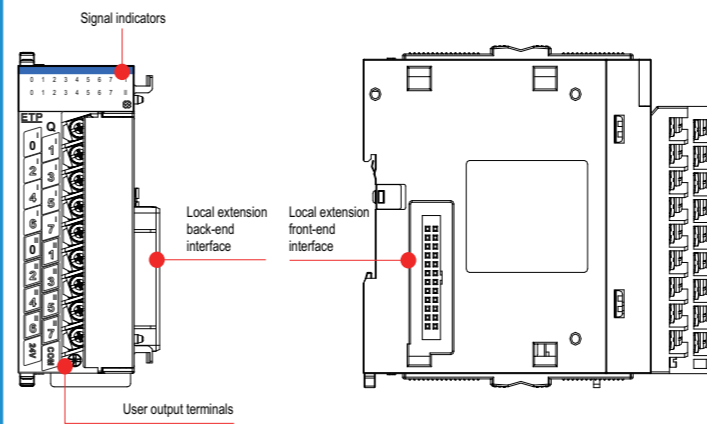 Signal indicators
0 1 2 3 4 5 6 7 I
0 1 2 3 4 5 6 7 II
ETP Q
0 1
2 3
4 5
6 7
0 1
2 3
4 5
6 7
24V COM
Local extension
back-end
interface
Local extension
front-end
interface
User output terminals